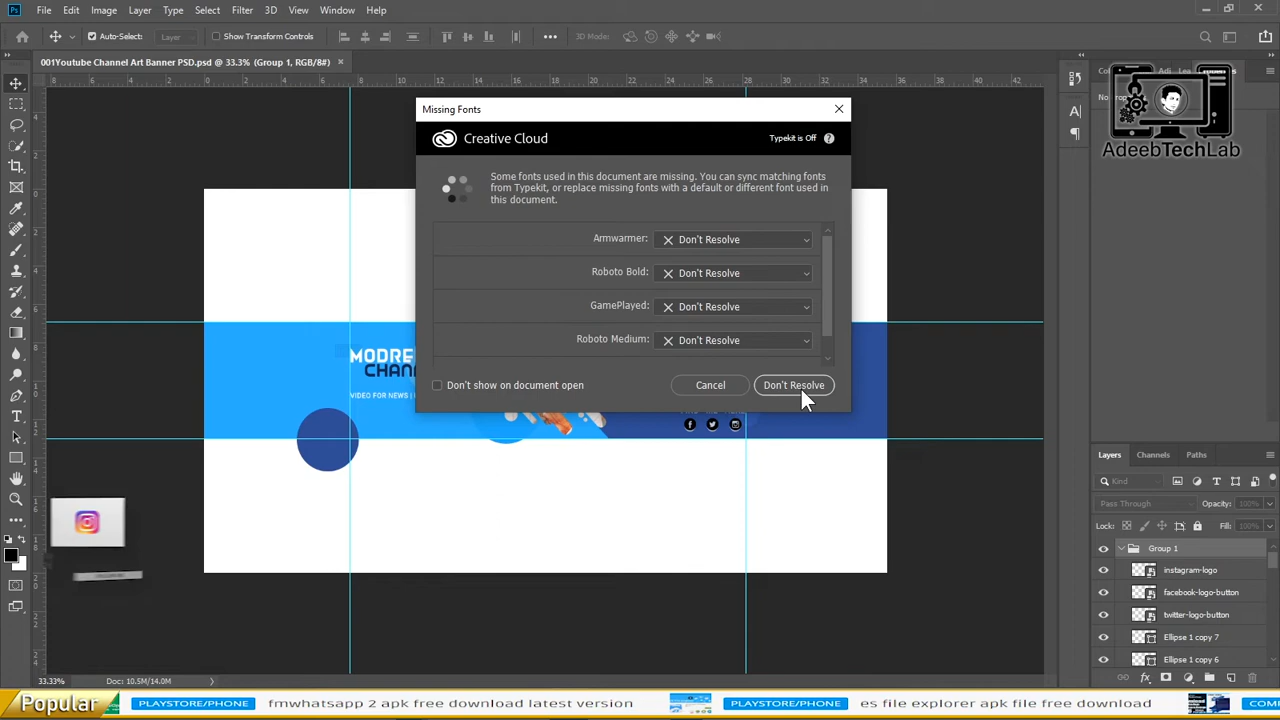 Ps File Edit Image Layer Type Select Filter 3D View Window Help
Auto-Select: Layer Show Transform Controls 3D Mode:
001Youtube Channel Art Banner PSD.psd @ 33.3% (Group 1, RGB/8#)
Missing Fonts
Creative Cloud
Typekit is Off
Some fonts used in this document are missing. You can sync matching fonts
from Typekit, or replace missing fonts with a default or different font used in
this document.
Armwarmer: Don't Resolve
Roboto Bold: Don't Resolve
GamePlayed: Don't Resolve
Roboto Medium: Don't Resolve
Don't show on document open
Cancel
Don't Resolve
AdeebTechLab
MODRE
CHAN
VIDEO FOR NEWS |
Layers Channels Paths
Kind
Pass Through Opacity: 100%
Lock: Fill: 100%
Group 1
instagram-logo
facebook-logo-button
twitter-logo-button
Ellipse 1 copy 7
Ellipse 1 copy 6
33.33% Doc: 10.5M/14.0M
Popular PLAYSTORE/PHONE fmwhatsapp 2 apk free download latest version PLAYSTORE/PHONE es file explorer apk file free download